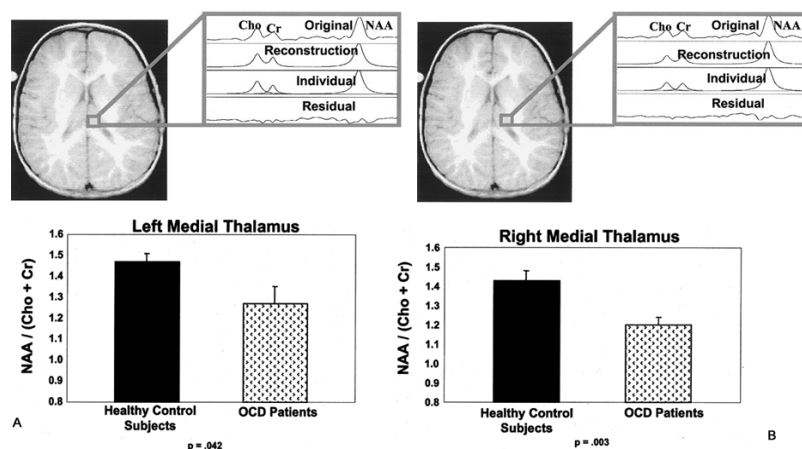 Cho Cr Original NAA
Reconstruction
Individual
Residual
Cho Cr Original NAA
Reconstruction
Individual
Residual
Left Medial Thalamus
NAA / (Cho + Cr)
1.6
1.5
1.4
1.3
1.2
1.1
1.0
0.9
0.8
Healthy Control
Subjects
OCD Patients
A
p = .042
Right Medial Thalamus
NAA / (Cho + Cr)
1.6
1.5
1.4
1.3
1.2
1.1
1.0
0.9
0.8
Healthy Control
Subjects
OCD Patients
B
p = .003